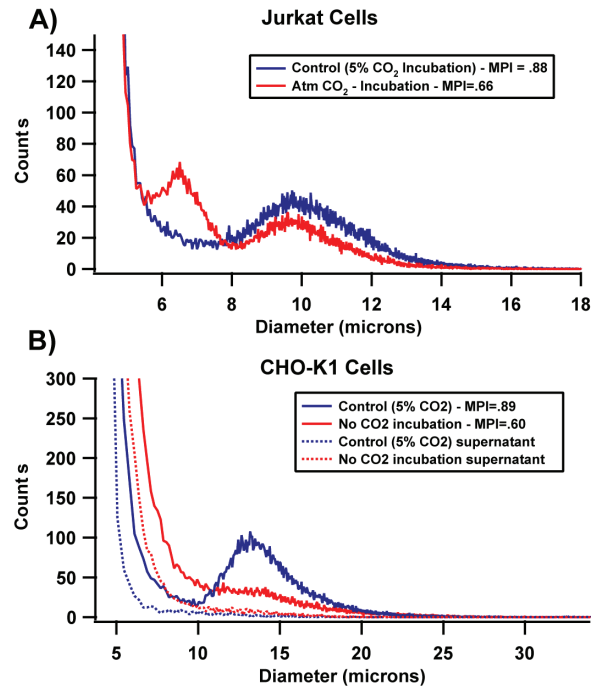 A)
Jurkat Cells
140
120
100
80
60
40
20
0
Counts
Control (5% CO2 Incubation) - MPI = .88
Atm CO2 - Incubation - MPI=.66
6
8
10
12
14
16
18
Diameter (microns)
B)
CHO-K1 Cells
300
250
200
150
100
50
0
Counts
Control (5% CO2) - MPI=.89
No CO2 incubation - MPI=.60
Control (5% CO2) supernatant
No CO2 incubation supernatant
5
10
15
20
25
30
Diameter (microns)